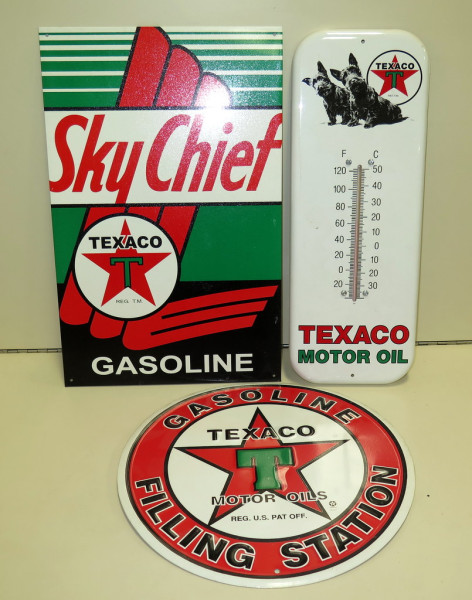 Sky Chief
TEXACO
T
REG. T.M.
GASOLINE
TEXACO
T
F C
120 50
100 40
80 30
60 20
40 10
20 0
0 10
20 20
30
TEXACO
MOTOR OIL
GASOLINE
TEXACO
T
MOTOR OILS
®
REG. U.S. PAT OFF.
FILLING STATION